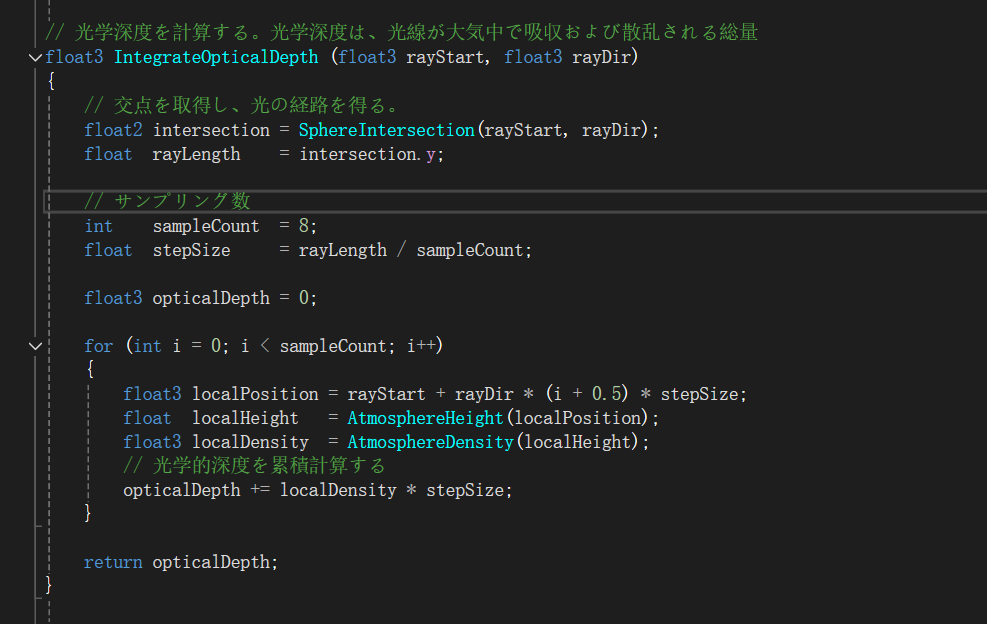 // 光学深度を計算する。光学深度は、光線が大気中で吸収および散乱される総量
float3 IntegrateOpticalDepth (float3 rayStart, float3 rayDir)
{
// 交点を取得し、光の経路を得る。
float2 intersection = SphereIntersection(rayStart, rayDir);
float  rayLength    = intersection.y;
// サンプリング数
int    sampleCount  = 8;
float  stepSize     = rayLength / sampleCount;
float3 opticalDepth = 0;
for (int i = 0; i < sampleCount; i++)
{
float3 localPosition = rayStart + rayDir * (i + 0.5) * stepSize;
float  localHeight   = AtmosphereHeight(localPosition);
float3 localDensity  = AtmosphereDensity(localHeight);
// 光学的深度を累積計算する
opticalDepth += localDensity * stepSize;
}
return opticalDepth;
}